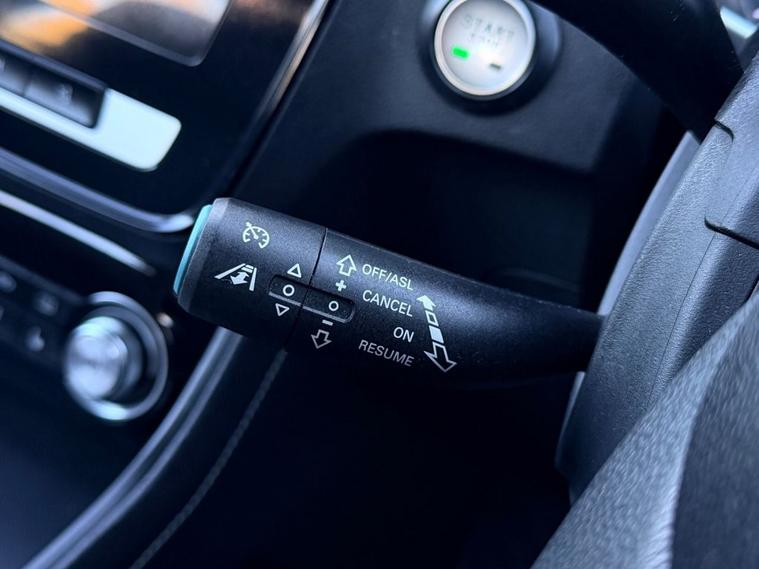 START
OFF/ASL
+
CANCEL
ON
-
RESUME